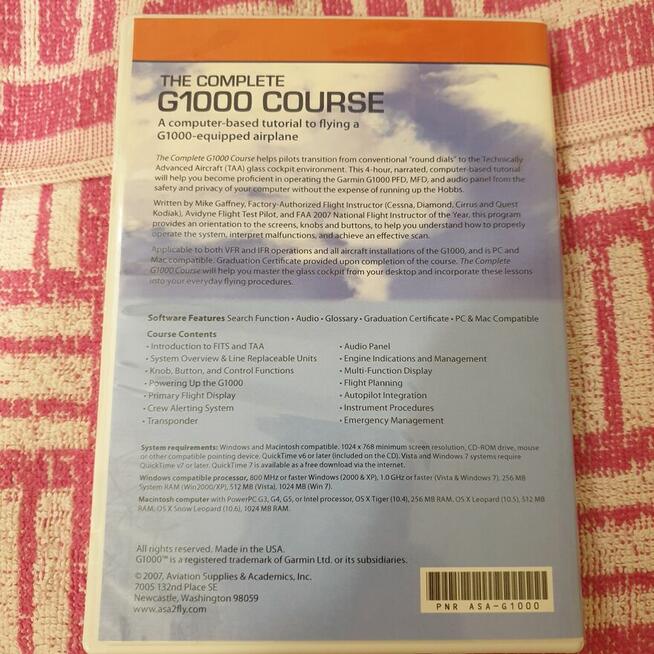 THE COMPLETE
G1000 COURSE
A computer-based tutorial to flying a
G1000-equipped airplane
The Complete G1000 Course helps pilots transition from conventional "round dials" to the Technically
Advanced Aircraft (TAA) glass cockpit environment. This 4-hour, narrated, computer-based tutorial
will help you become proficient in operating the Garmin G1000 PFD, MFD, and audio panel from the
safety and privacy of your computer without the expense of running up the Hobbs.
Written by Mike Gaffney, Factory-Authorized Flight Instructor (Cessna, Diamond, Cirrus and Quest
Kodiak), Avidyne Flight Test Pilot, and FAA 2007 National Flight Instructor of the Year, this program
provides an orientation to the screens, knobs and buttons, to help you understand how to properly
operate the system, interpret malfunctions, and achieve an effective scan.
Applicable to both VFR and IFR operations and all aircraft installations of the G1000, and is PC and
Mac compatible. Graduation Certificate provided upon completion of the course. The Complete
G1000 Course will help you master the glass cockpit from your desktop and incorporate these lessons
into your everyday flying procedures.
Software Features Search Function • Audio • Glossary • Graduation Certificate • PC & Mac Compatible
Course Contents
• Introduction to FITS and TAA
• System Overview & Line Replaceable Units
• Knob, Button, and Control Functions
• Powering Up the G1000
• Primary Flight Display
• Crew Alerting System
• Transponder
• Audio Panel
• Engine Indications and Management
• Multi-Function Display
• Flight Planning
• Autopilot Integration
• Instrument Procedures
• Emergency Management
System requirements: Windows and Macintosh compatible. 1024 x 768 minimum screen resolution, CD-ROM drive, mouse
or other compatible pointing device. QuickTime v6 or later (included on the CD). Vista and Windows 7 systems require
QuickTime v7 or later. QuickTime 7 is available as a free download via the internet.
Windows compatible processor, 800 MHz or faster Windows (2000 & XP), 1.0 GHz or faster (Vista & Windows 7). 256 MB
System RAM (Win2000/XP), 512 MB (Vista), 1024 MB (Win 7).
Macintosh computer with PowerPC G3, G4, G5, or Intel processor, OS X Tiger (10.4), 256 MB RAM, OS X Leopard (10.5), 512 MB
RAM, OS X Snow Leopard (10.6), 1024 MB RAM.
All rights reserved. Made in the USA.
G1000™ is a registered trademark of Garmin Ltd. or its subsidiaries.
© 2007, Aviation Supplies & Academics, Inc.
7005 132nd Place SE
Newcastle, Washington 98059
www.asa2fly.com
PNR ASA-G1000